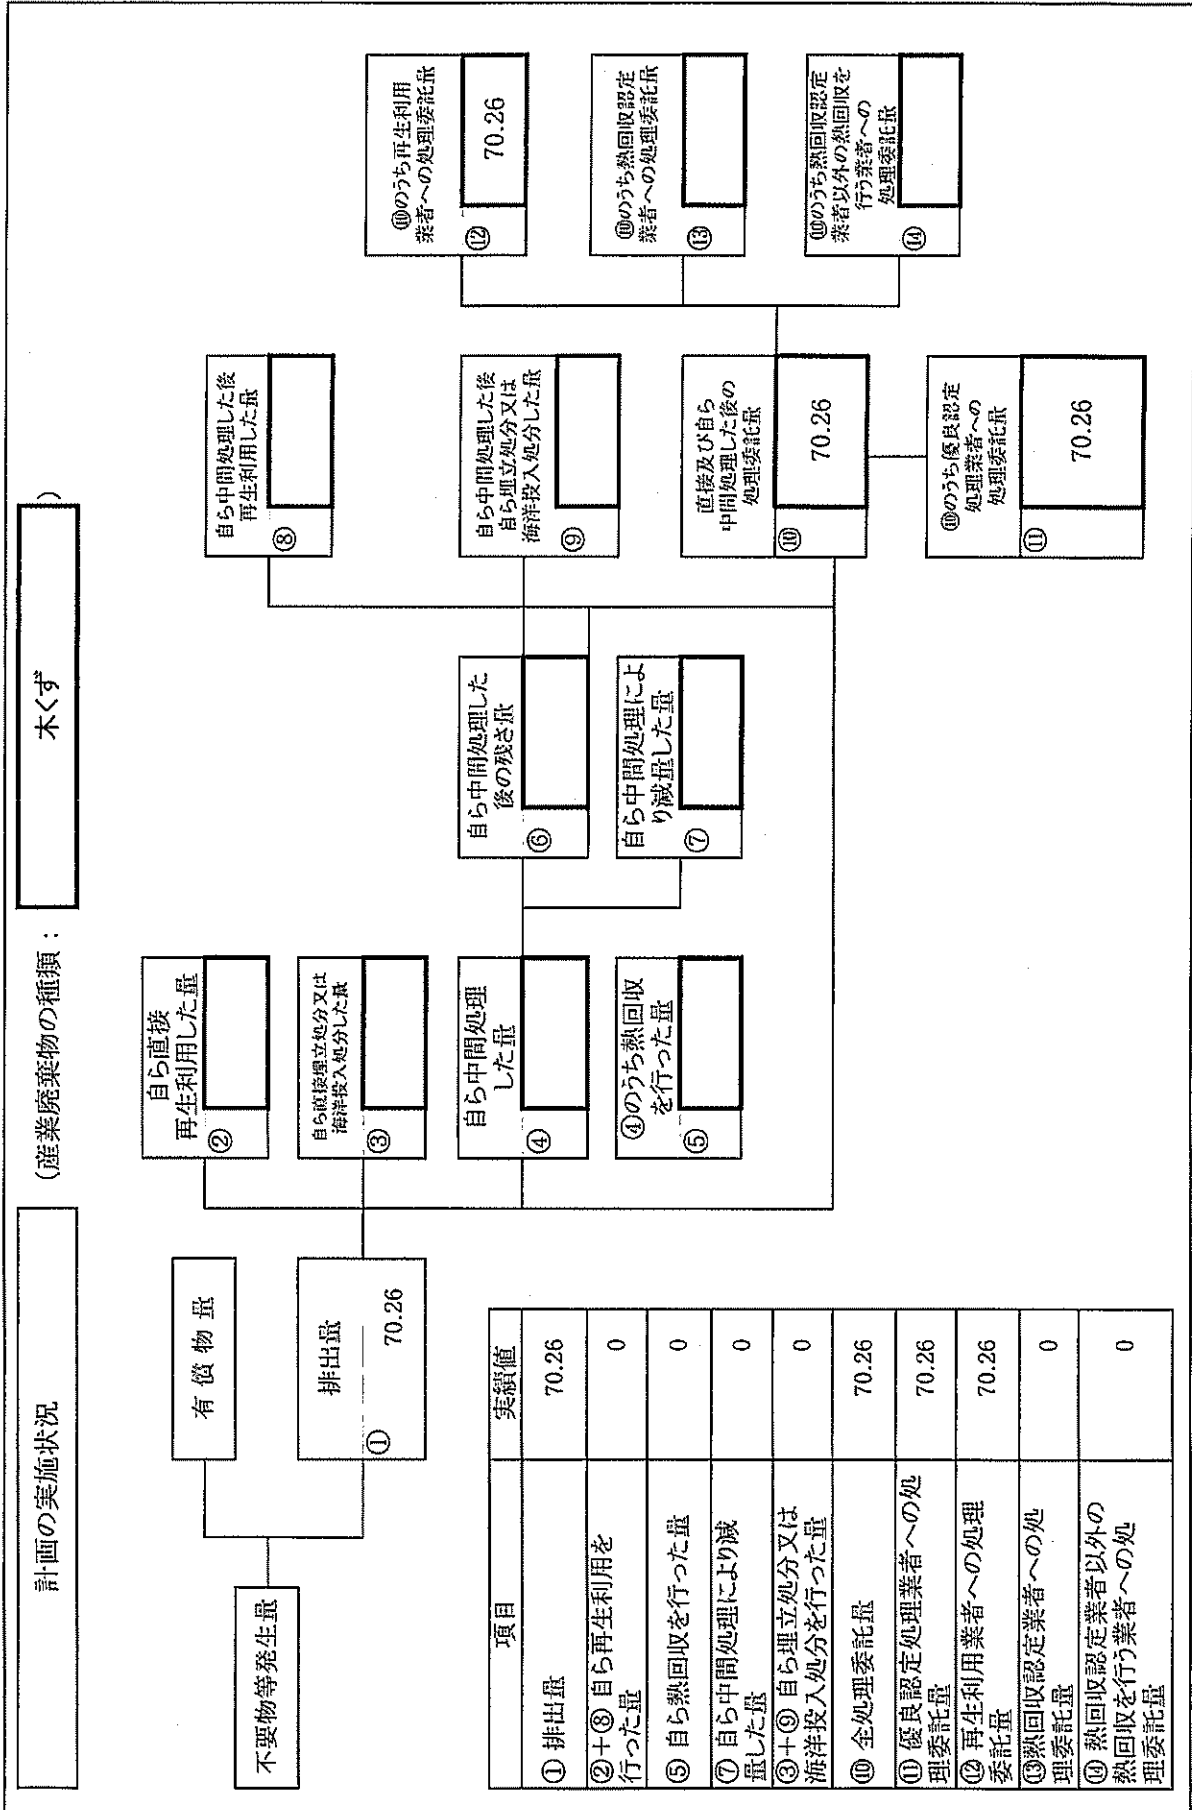 計画の実施状況
(産業廃棄物の種類:
木くず
)
不要物等発生量
有償物量
排出量
①
70.26
自ら直接
再生利用した量
②
自ら直接埋立処分又は
海洋投入処分した量
③
自ら中間処理
した量
④
④のうち熱回収
を行った量
⑤
自ら中間処理した
後の残さ量
⑥
自ら中間処理によ
り減量した量
⑦
自ら中間処理した後
再生利用した量
⑧
自ら中間処理した後
自ら埋立処分又は
海洋投入処分した量
⑨
直接及び自ら
中間処理した後の
処理委託量
⑩
70.26
⑩のうち優良認定
処理業者への
処理委託量
⑪
70.26
⑩のうち再生利用
業者への処理委託量
⑫
70.26
⑩のうち熱回収認定
業者への処理委託量
⑬
⑩のうち熱回収認定
業者以外の熱回収を
行う業者への
処理委託量
⑭
項目 実績値
① 排出量 70.26
②+⑧ 自ら再生利用を
行った量 0
⑤ 自ら熱回収を行った量 0
⑦ 自ら中間処理により減
量した量 0
③+⑨ 自ら埋立処分又は
海洋投入処分を行った量 0
⑩ 全処理委託量 70.26
⑪ 優良認定処理業者への処
理委託量 70.26
⑫ 再生利用業者への処理
委託量 70.26
⑬熱回収認定業者への処
理委託量 0
⑭ 熱回収認定業者以外の
熱回収を行う業者への処
理委託量 0